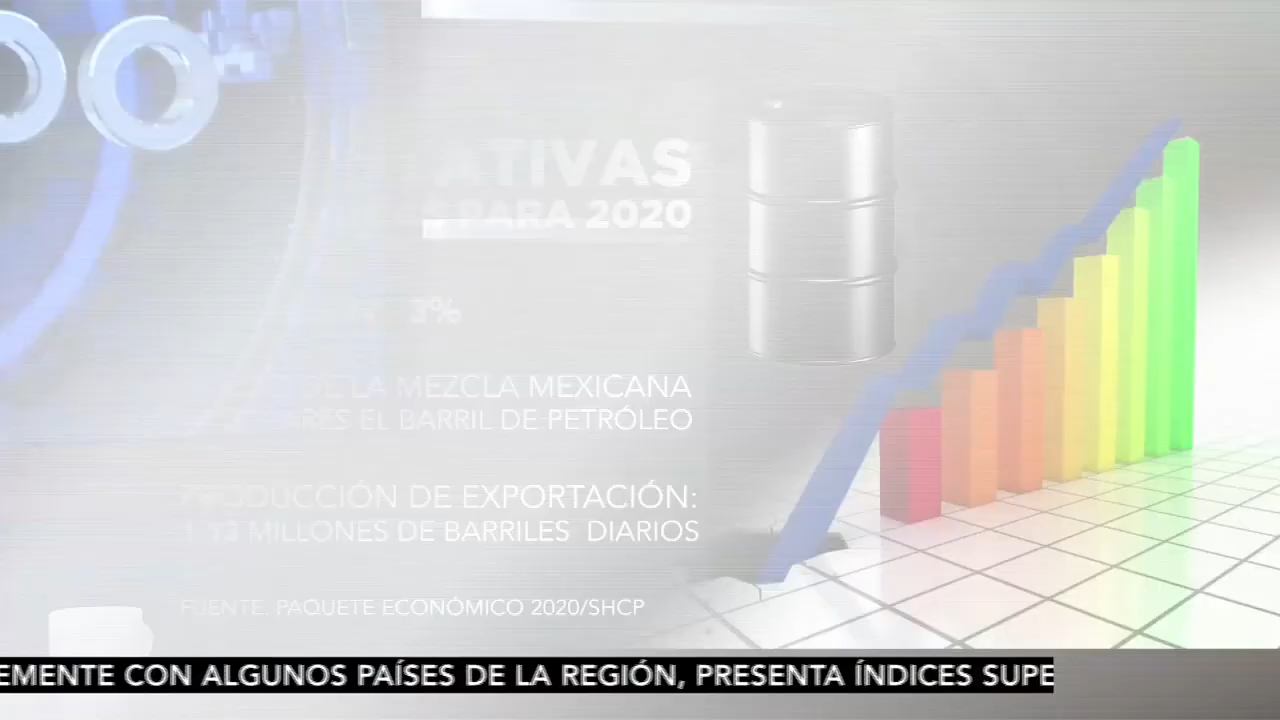 ATIVAS
PARA 2020
3%
DE LA MEZCLA MEXICANA
ARES EL BARRIL DE PETRÓLEO
PRODUCCIÓN DE EXPORTACIÓN:
MILLONES DE BARRILES DIARIOS
FUENTE. PAQUETE ECONÓMICO 2020/SHCP
EMENTE CON ALGUNOS PAÍSES DE LA REGIÓN, PRESENTA ÍNDICES SUPE